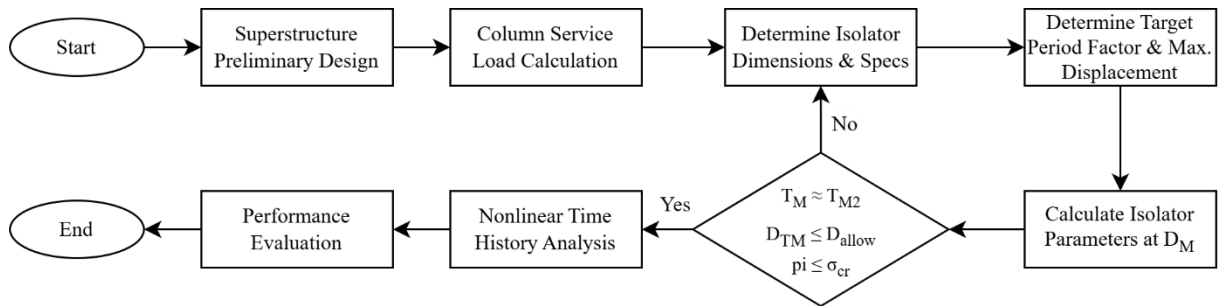 Start
Superstructure
Preliminary Design
Column Service
Load Calculation
Determine Isolator
Dimensions & Specs
Determine Target
Period Factor & Max.
Displacement
Calculate Isolator
Parameters at D_M
T_M ≈ T_M2
D_TM ≤ D_allow
pi ≤ σ_cr
No
Yes
Nonlinear Time
History Analysis
Performance
Evaluation
End